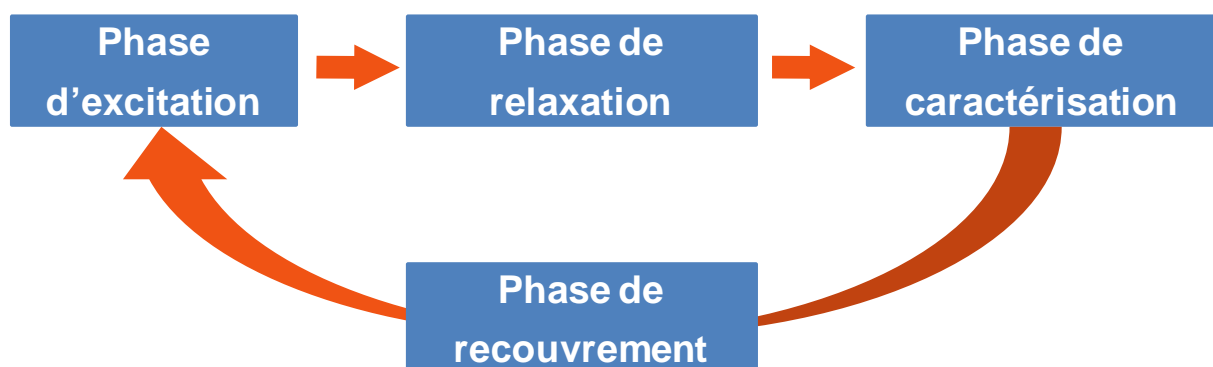 Phase
d’excitation
Phase de
relaxation
Phase de
caractérisation
Phase de
recouvrement